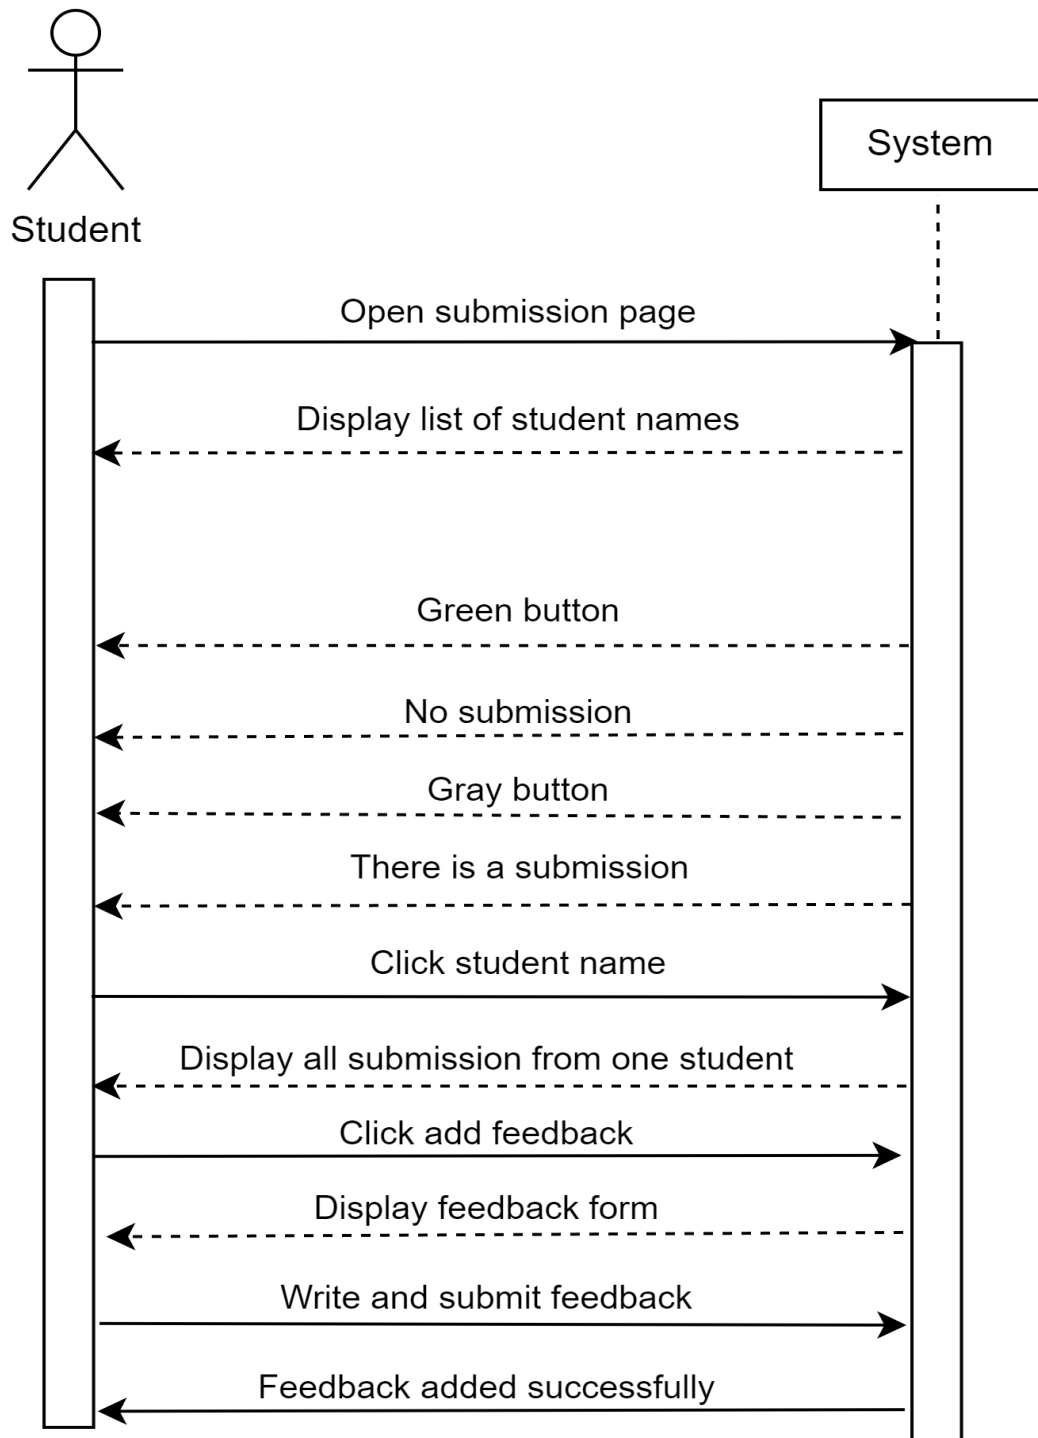 System
Student
Open submission page
Display list of student names
Green button
No submission
Gray button
There is a submission
Click student name
Display all submission from one student
Click add feedback
Display feedback form
Write and submit feedback
Feedback added successfully